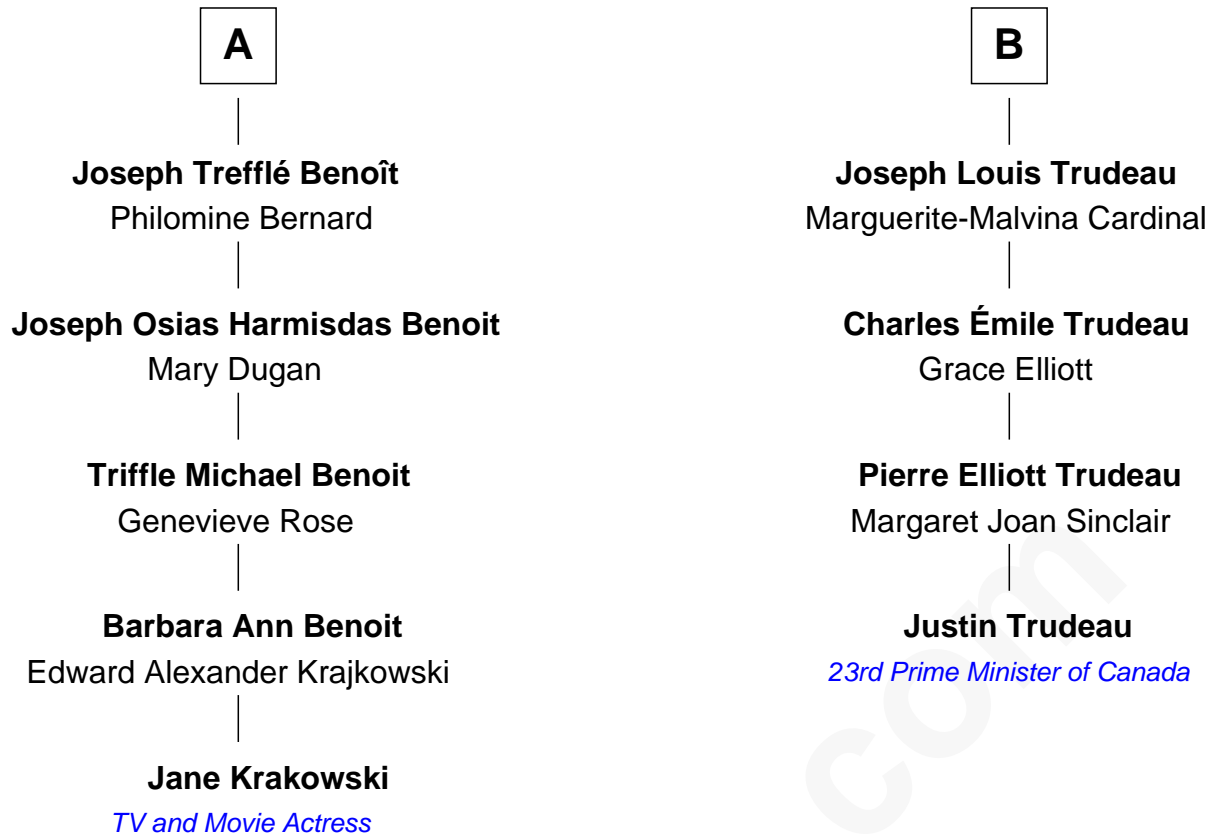 A
Joseph Trefflé Benoît
Philomine Bernard
Joseph Osias Harmisdas Benoit
Mary Dugan
Triffle Michael Benoit
Genevieve Rose
Barbara Ann Benoit
Edward Alexander Krajkowski
Jane Krakowski
TV and Movie Actress
B
Joseph Louis Trudeau
Marguerite-Malvina Cardinal
Charles Émile Trudeau
Grace Elliott
Pierre Elliott Trudeau
Margaret Joan Sinclair
Justin Trudeau
23rd Prime Minister of Canada
com